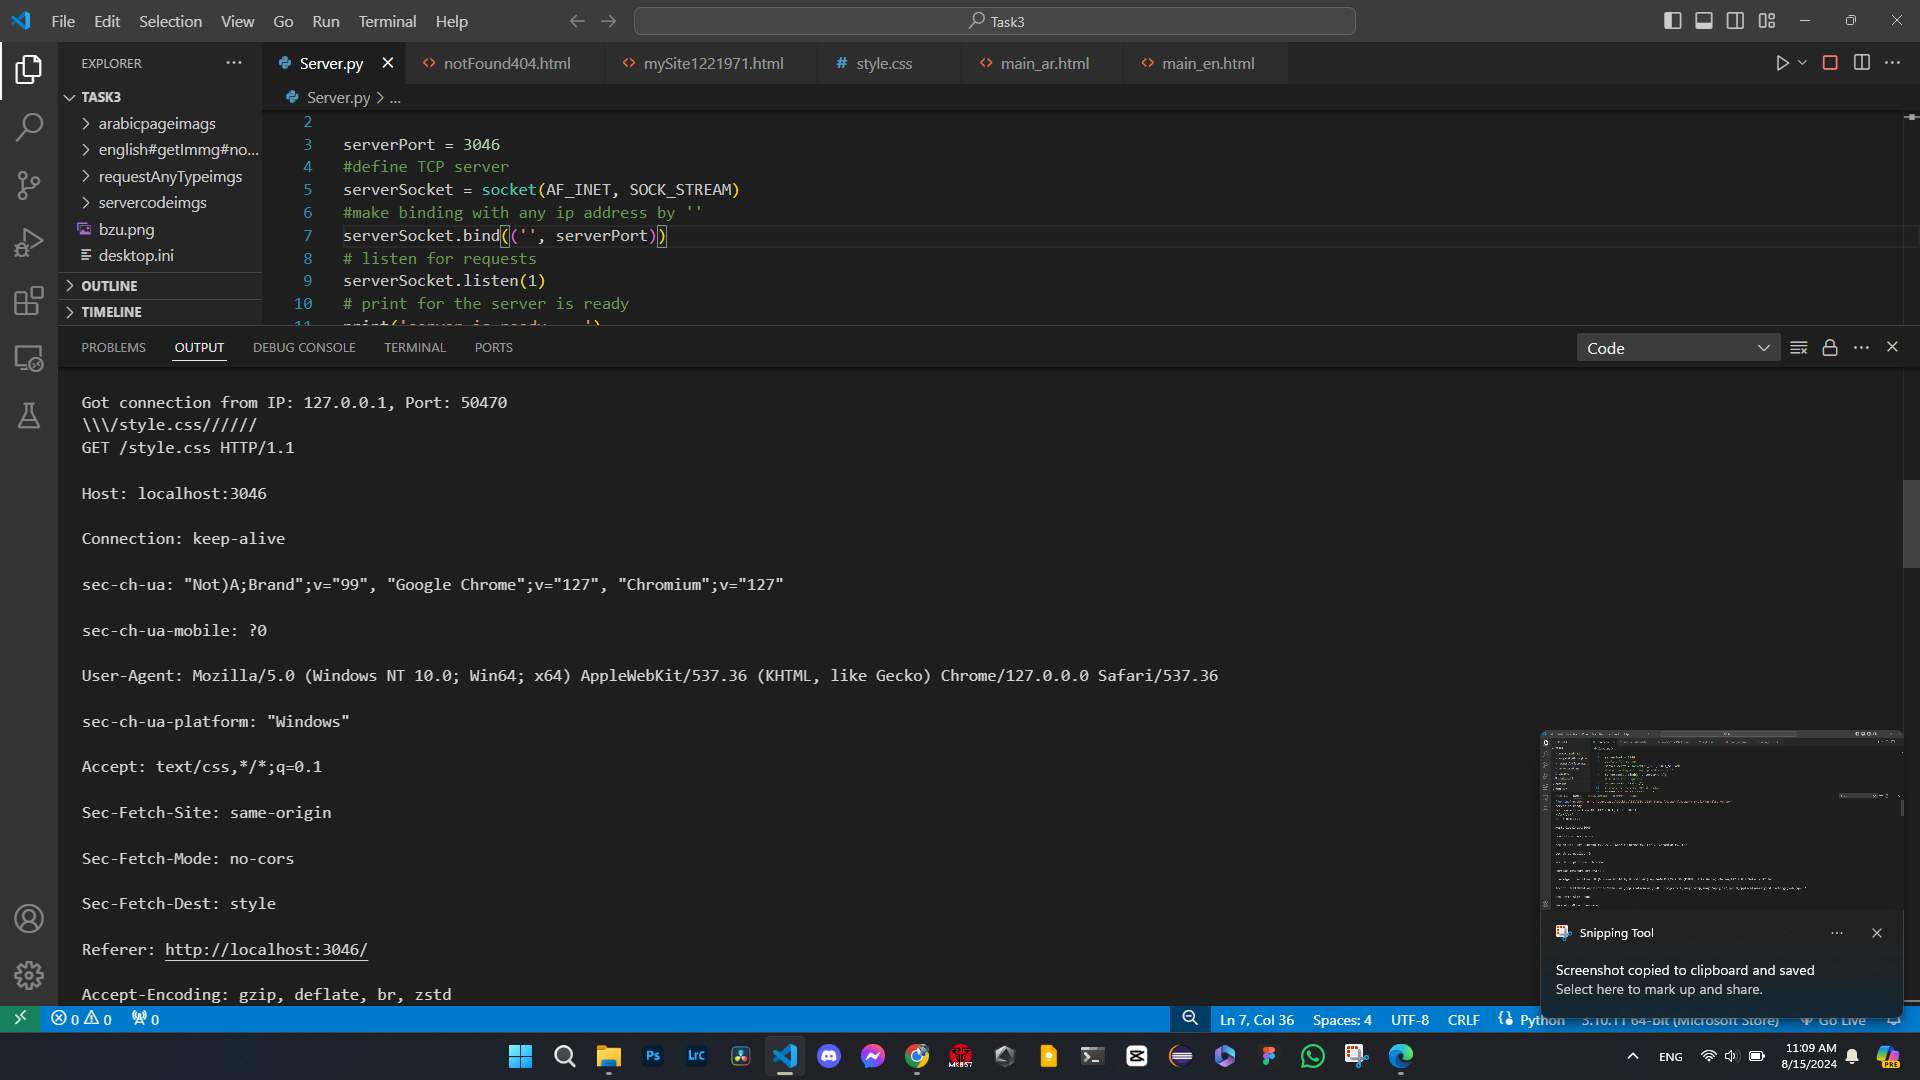 File Edit Selection View Go Run Terminal Help
Task3
EXPLORER
Server.py
notFound404.html
mySite1221971.html
style.css
main_ar.html
main_en.html
TASK3
Server.py > ...
arabicpageimags
english#getImmg#no...
requestAnyTypeimgs
servercodeimgs
bzu.png
desktop.ini
OUTLINE
TIMELINE
2
3 serverPort = 3046
4 #define TCP server
5 serverSocket = socket(AF_INET, SOCK_STREAM)
6 #make binding with any ip address by ''
7 serverSocket.bind(('', serverPort))
8 # listen for requests
9 serverSocket.listen(1)
10 # print for the server is ready
PROBLEMS OUTPUT DEBUG CONSOLE TERMINAL PORTS
Code
Got connection from IP: 127.0.0.1, Port: 50470
\\\/style.css//////
GET /style.css HTTP/1.1
Host: localhost:3046
Connection: keep-alive
sec-ch-ua: "Not)A;Brand";v="99", "Google Chrome";v="127", "Chromium";v="127"
sec-ch-ua-mobile: ?0
User-Agent: Mozilla/5.0 (Windows NT 10.0; Win64; x64) AppleWebKit/537.36 (KHTML, like Gecko) Chrome/127.0.0.0 Safari/537.36
sec-ch-ua-platform: "Windows"
Accept: text/css,*/*;q=0.1
Sec-Fetch-Site: same-origin
Sec-Fetch-Mode: no-cors
Sec-Fetch-Dest: style
Referer: http://localhost:3046/
Accept-Encoding: gzip, deflate, br, zstd
Snipping Tool
Screenshot copied to clipboard and saved
Select here to mark up and share.
0 0 0
Ln 7, Col 36 Spaces: 4 UTF-8 CRLF Python 3.10.11 64-bit (Microsoft Store) Go Live
Ps
LrC
ENG
11:09 AM
8/15/2024
PRE